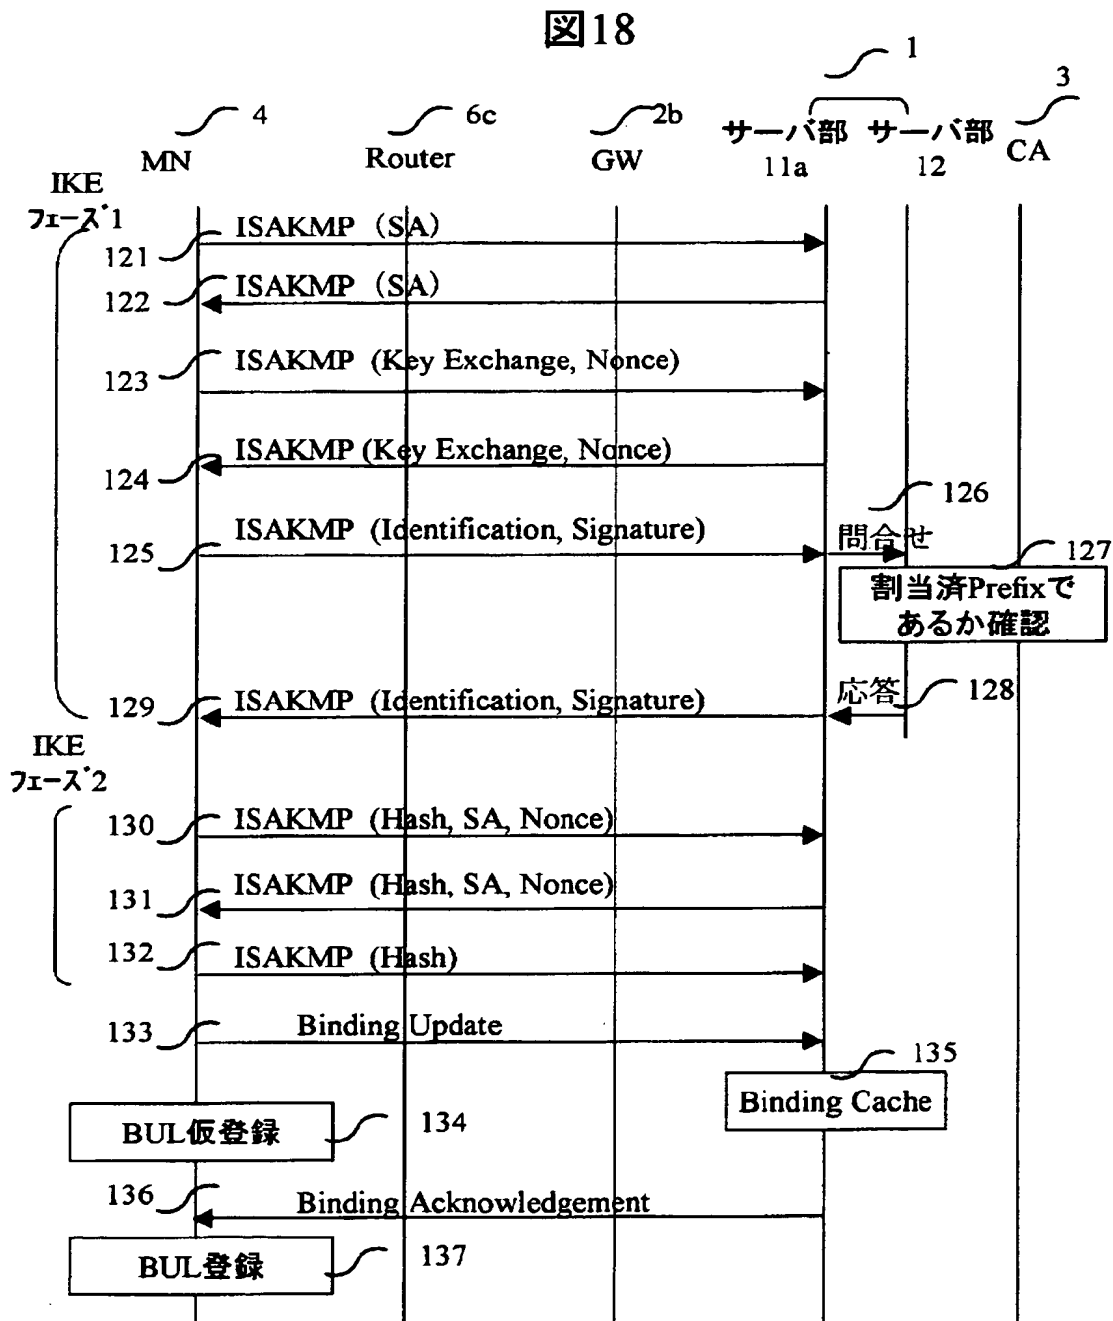 図18
1
3
4
6c
2b
サーバ部 サーバ部
MN
Router
GW
11a
12
CA
IKE
フェーズ1
ISAKMP (SA)
121
ISAKMP (SA)
122
ISAKMP (Key Exchange, Nonce)
123
ISAKMP (Key Exchange, Nonce)
124
126
ISAKMP (Identification, Signature)
125
問合せ
127
割当済Prefixで
あるか確認
応答
128
ISAKMP (Identification, Signature)
129
IKE
フェーズ2
130
ISAKMP (Hash, SA, Nonce)
131
ISAKMP (Hash, SA, Nonce)
132
ISAKMP (Hash)
133
Binding Update
135
Binding Cache
BUL仮登録
134
136
Binding Acknowledgement
BUL登録
137